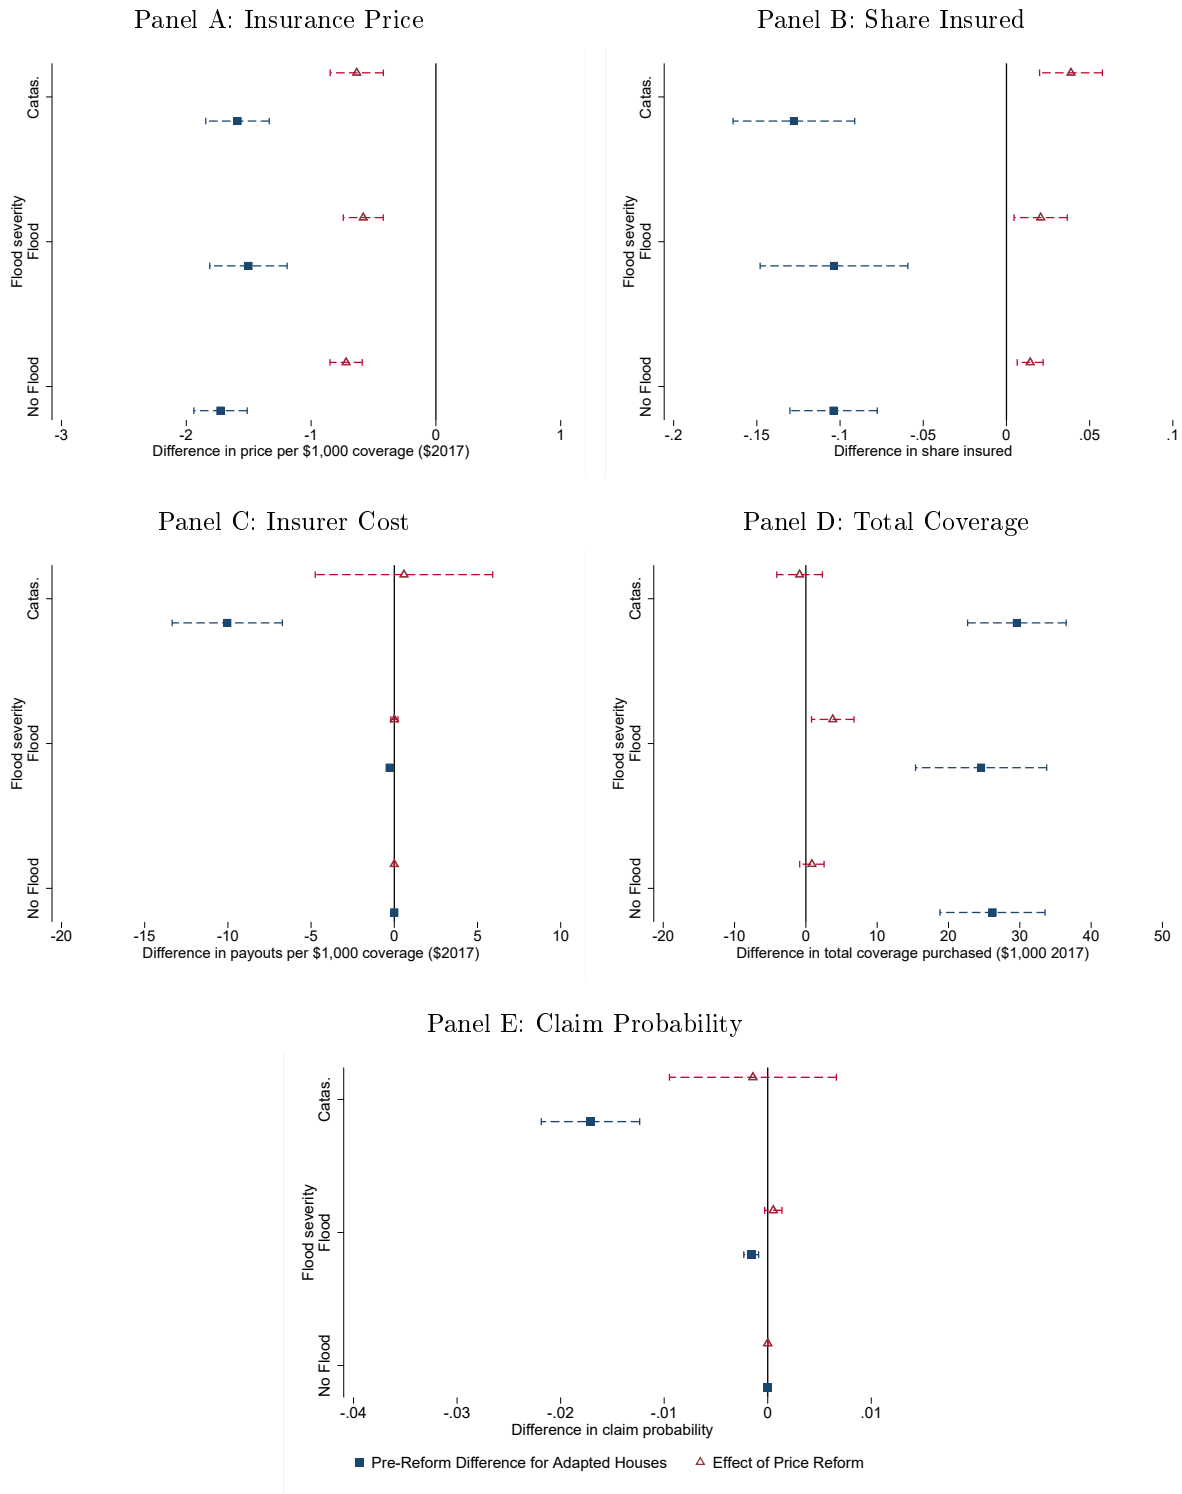 Panel A: Insurance Price
Catas.
Flood
No Flood
Flood severity
-3 -2 -1 0 1
Difference in price per $1,000 coverage ($2017)
Panel B: Share Insured
Catas.
Flood
No Flood
Flood severity
-.2 -.15 -.1 -.05 0 .05 .1
Difference in share insured
Panel C: Insurer Cost
Catas.
Flood
No Flood
Flood severity
-20 -15 -10 -5 0 5 10
Difference in payouts per $1,000 coverage ($2017)
Panel D: Total Coverage
Catas.
Flood
No Flood
Flood severity
-20 -10 0 10 20 30 40 50
Difference in total coverage purchased ($1,000 2017)
Panel E: Claim Probability
Catas.
Flood
No Flood
Flood severity
-.04 -.03 -.02 -.01 0 .01
Difference in claim probability
Pre-Reform Difference for Adapted Houses Effect of Price Reform